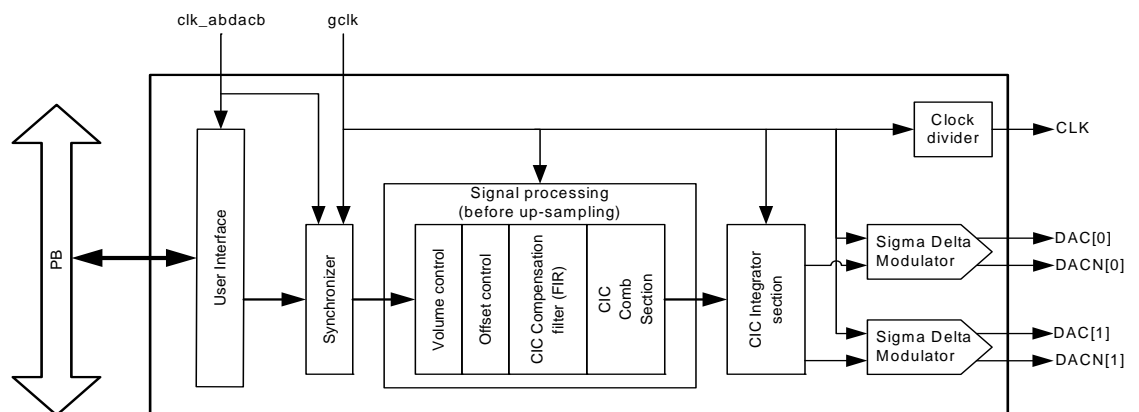 clk_abdacb
gclk
Clock
divider
CLK
Signal processing
(before up-sampling)
PB
User Interface
Synchronizer
Volume control
Offset control
CIC Compensation
filter (FIR)
CIC
Comb
Section
CIC Integrator
section
Sigma Delta
Modulator
DAC[0]
DACN[0]
Sigma Delta
Modulator
DAC[1]
DACN[1]